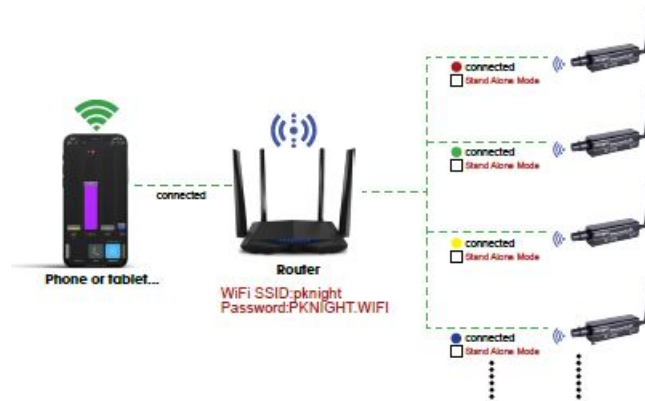 connected
Stand Alone Mode
connected
Stand Alone Mode
connected
connected
Stand Alone Mode
Phone or tablet...
Router
WiFi SSID:pknight
Password:PKNIGHT.WIFI
connected
Stand Alone Mode